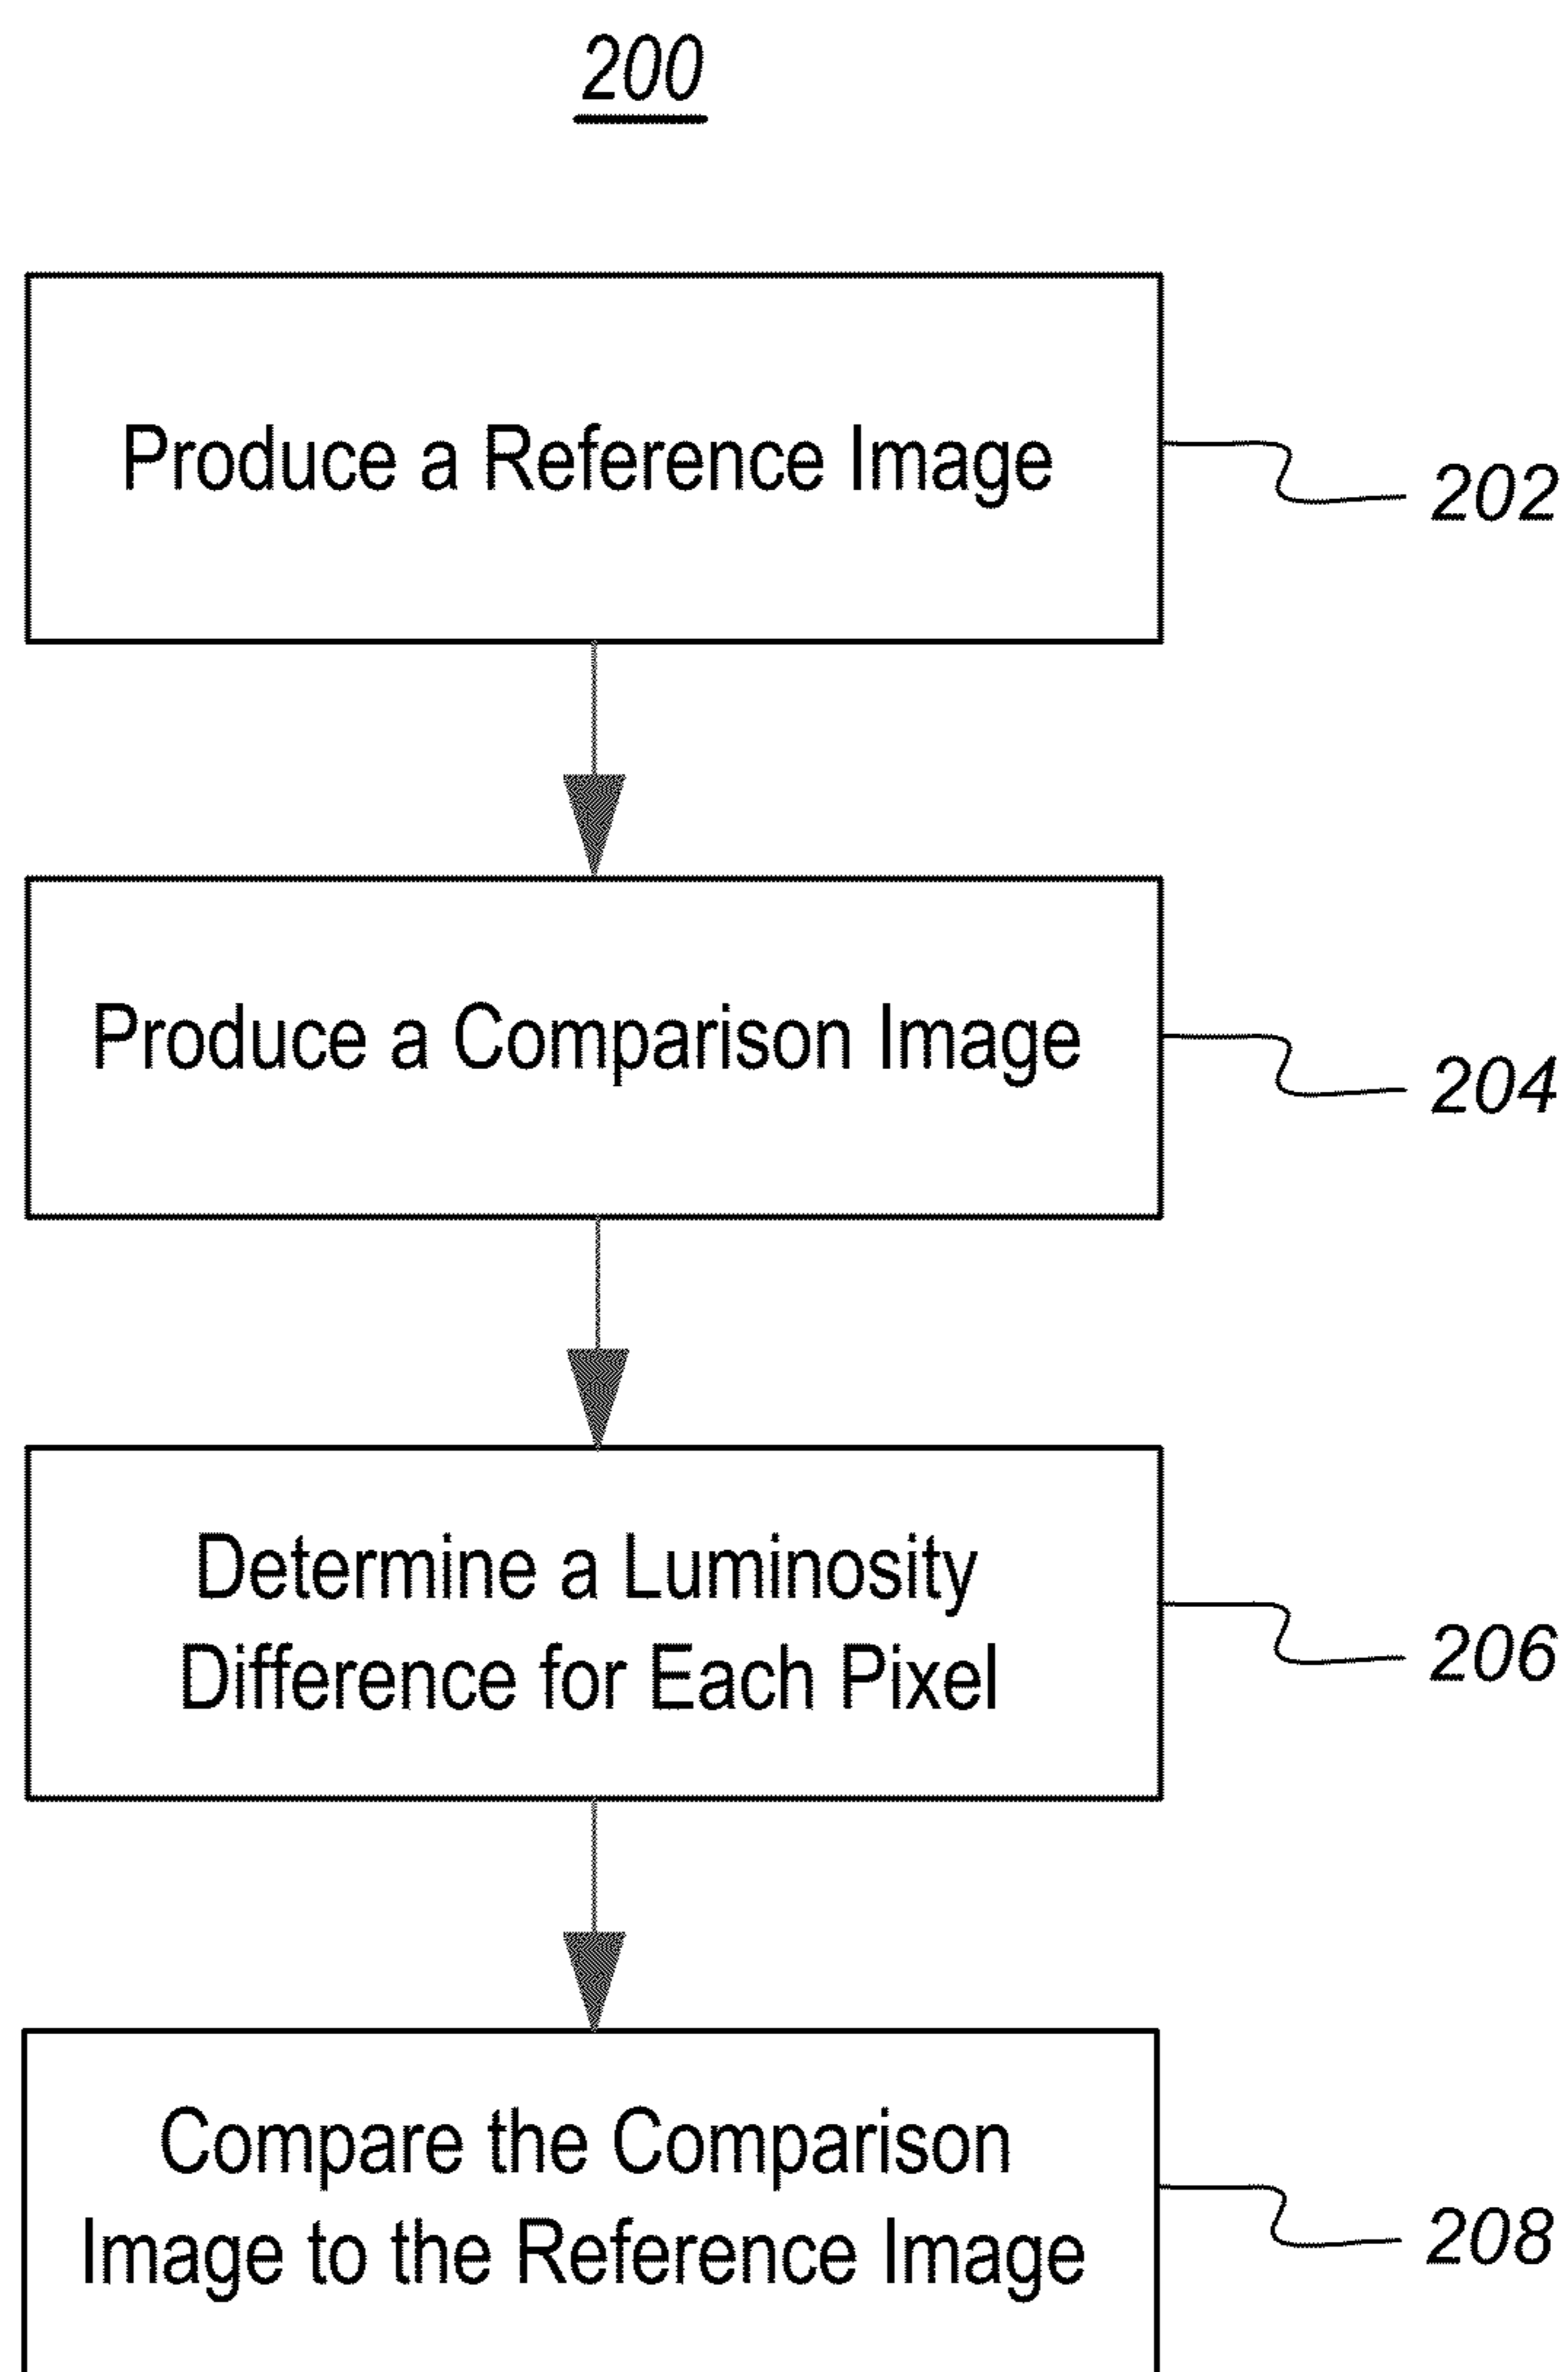 200
Produce a Reference Image
202
Produce a Comparison Image
204
Determine a Luminosity
Difference for Each Pixel
206
Compare the Comparison
Image to the Reference Image
208